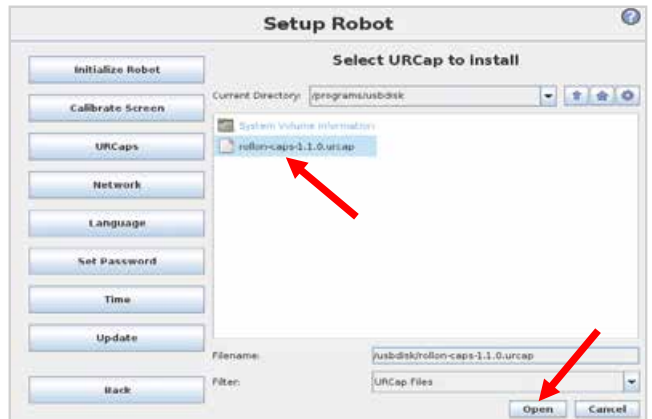 Setup Robot
Select URCap to install
Initialize Robot
Calibrate Screen
URCaps
Network
Language
Set Password
Time
Update
Back
Current Directory: /programs/usbdisk
System Volume Information
rollon-caps-1.1.0.urcap
Filename: /usbdisk/rollon-caps-1.1.0.urcap
Filter: URCap Files
Open Cancel